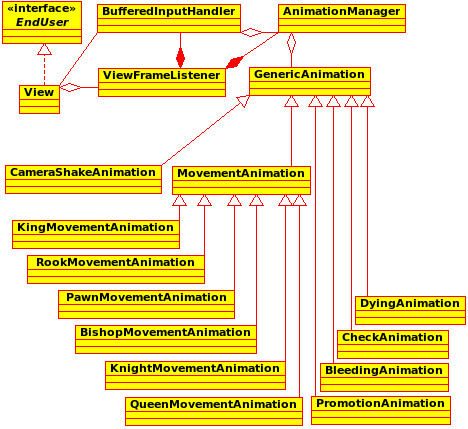 «interface»
EndUser
BufferedInputHandler
AnimationManager
ViewFrameListener
GenericAnimation
View
CameraShakeAnimation
MovementAnimation
KingMovementAnimation
RookMovementAnimation
PawnMovementAnimation
DyingAnimation
BishopMovementAnimation
CheckAnimation
KnightMovementAnimation
BleedingAnimation
QueenMovementAnimation
PromotionAnimation